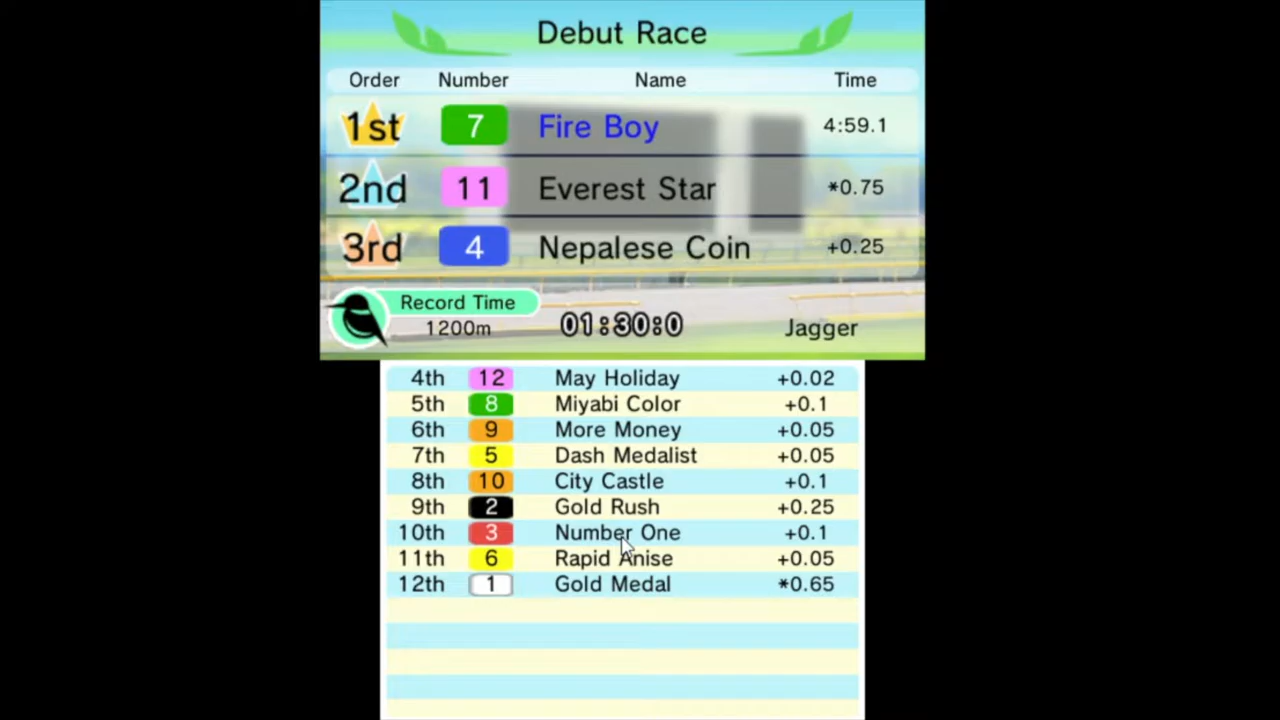 Debut Race
Order Number Name Time
1st 7 Fire Boy 4:59.1
2nd 11 Everest Star *0.75
3rd 4 Nepalese Coin +0.25
Record Time
1200m 01:30:0 Jagger
4th 12 May Holiday +0.02
5th 8 Miyabi Color +0.1
6th 9 More Money +0.05
7th 5 Dash Medalist +0.05
8th 10 City Castle +0.1
9th 2 Gold Rush +0.25
10th 3 Number One +0.1
11th 6 Rapid Anise +0.05
12th 1 Gold Medal *0.65